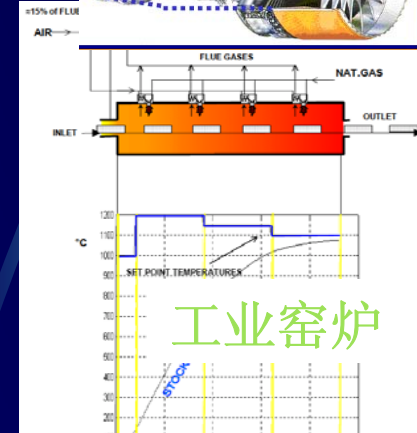 =15% of FLUE
AIR
FLUE GASES
NAT.GAS
INLET
OUTLET
°C
1200
1100
1000
SET POINT TEMPERATURES
900
800
工业窑炉
700
600
500
400
STOCK
300
200